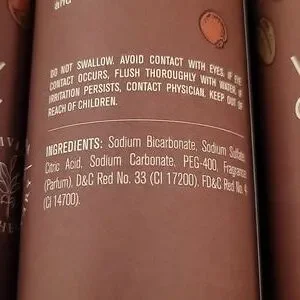 and
DO NOT SWALLOW. AVOID CONTACT WITH EYES. IF EYE
CONTACT OCCURS, FLUSH THOROUGHLY WITH WATER. IF
IRRITATION PERSISTS, CONTACT PHYSICIAN. KEEP OUT OF
REACH OF CHILDREN.
INGREDIENTS: Sodium Bicarbonate, Sodium Sulfate,
Citric Acid, Sodium Carbonate, PEG-400, Fragrance
(Parfum), D&C Red No. 33 (CI 17200), FD&C Red No. 4
(CI 14700).